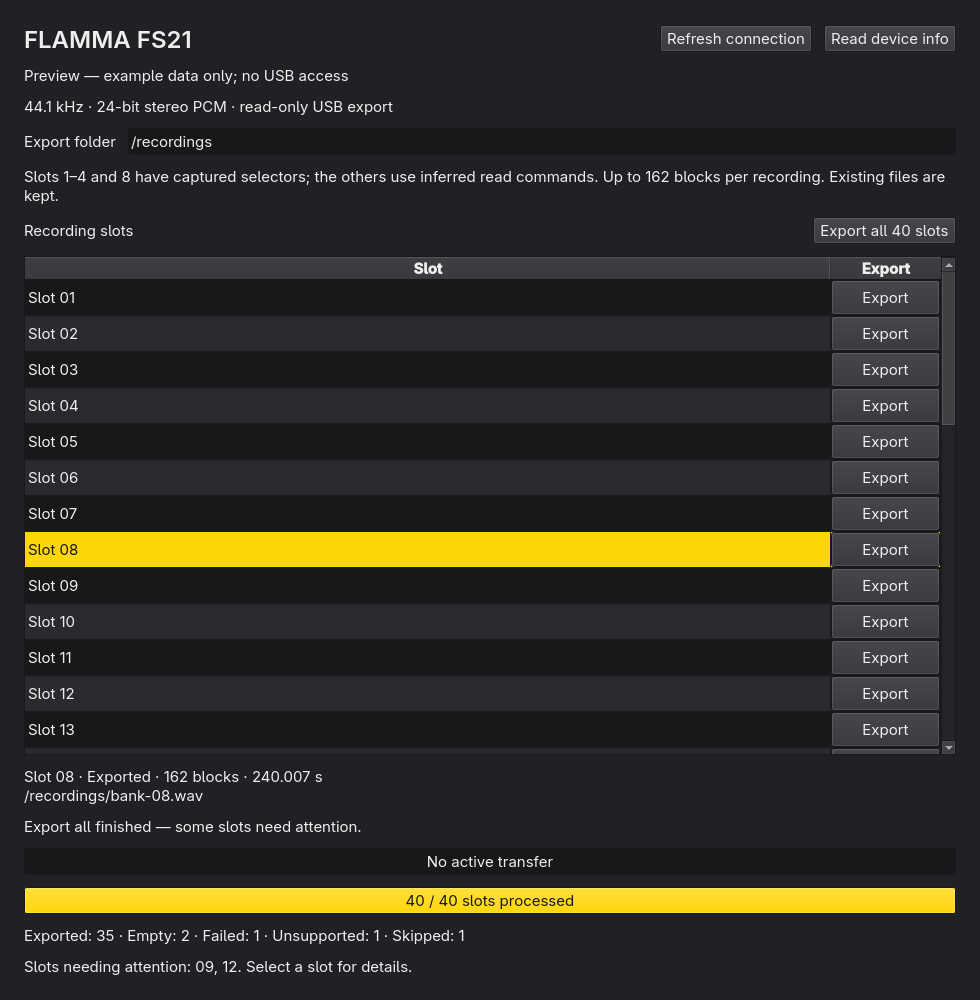 FLAMMA FS21
Refresh connection
Read device info
Preview — example data only; no USB access
44.1 kHz · 24-bit stereo PCM · read-only USB export
Export folder
/recordings
Slots 1–4 and 8 have captured selectors; the others use inferred read commands. Up to 162 blocks per recording. Existing files are
kept.
Recording slots
Export all 40 slots
Slot Export
Slot 01 Export
Slot 02 Export
Slot 03 Export
Slot 04 Export
Slot 05 Export
Slot 06 Export
Slot 07 Export
Slot 08 Export
Slot 09 Export
Slot 10 Export
Slot 11 Export
Slot 12 Export
Slot 13 Export
Slot 08 · Exported · 162 blocks · 240.007 s
/recordings/bank-08.wav
Export all finished — some slots need attention.
No active transfer
40 / 40 slots processed
Exported: 35 · Empty: 2 · Failed: 1 · Unsupported: 1 · Skipped: 1
Slots needing attention: 09, 12. Select a slot for details.